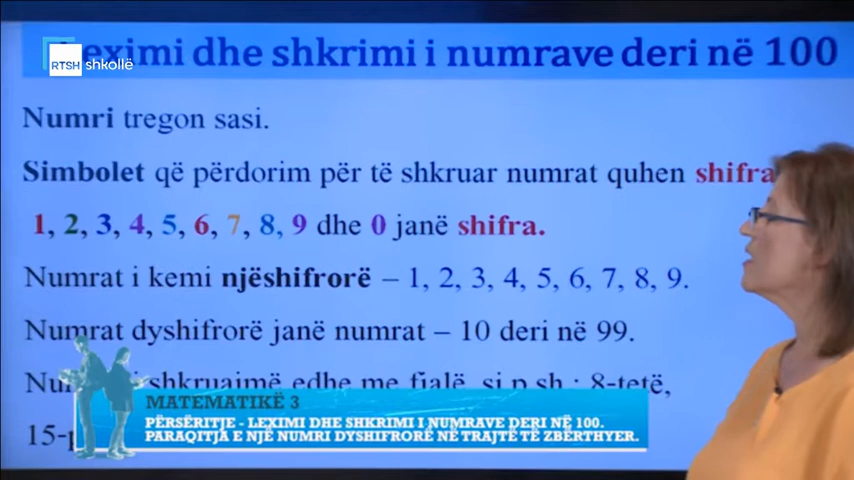 Leximi dhe shkrimi i numrave deri në 100
RTSH shkollë
Numri tregon sasi.
Simbolet që përdorim për të shkruar numrat quhen shifra
1, 2, 3, 4, 5, 6, 7, 8, 9 dhe 0 janë shifra.
Numrat i kemi njëshifrorë – 1, 2, 3, 4, 5, 6, 7, 8, 9.
Numrat dyshifrorë janë numrat – 10 deri në 99.
shkruajmë edhe me fjalë, si p.sh.: 8-tetë,
15-
MATEMATIKË 3
PËRSËRITJE - LEXIMI DHE SHKRIMI I NUMRAVE DERI NË 100.
PARAQITJA E NJË NUMRI DYSHIFRORË NË TRAJTË TË ZBËRTHYER.